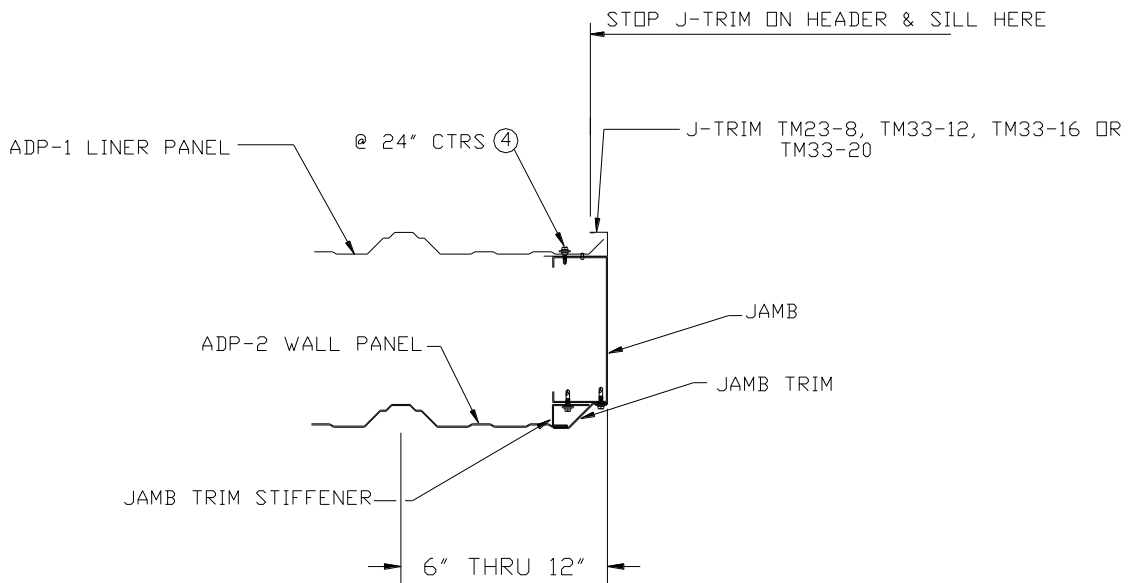 STOP J-TRIM ON HEADER & SILL HERE
J-TRIM TM23-8, TM33-12, TM33-16 OR
TM33-20
@ 24" CTRS 4
ADP-1 LINER PANEL
JAMB
ADP-2 WALL PANEL
JAMB TRIM
JAMB TRIM STIFFENER
6" THRU 12"